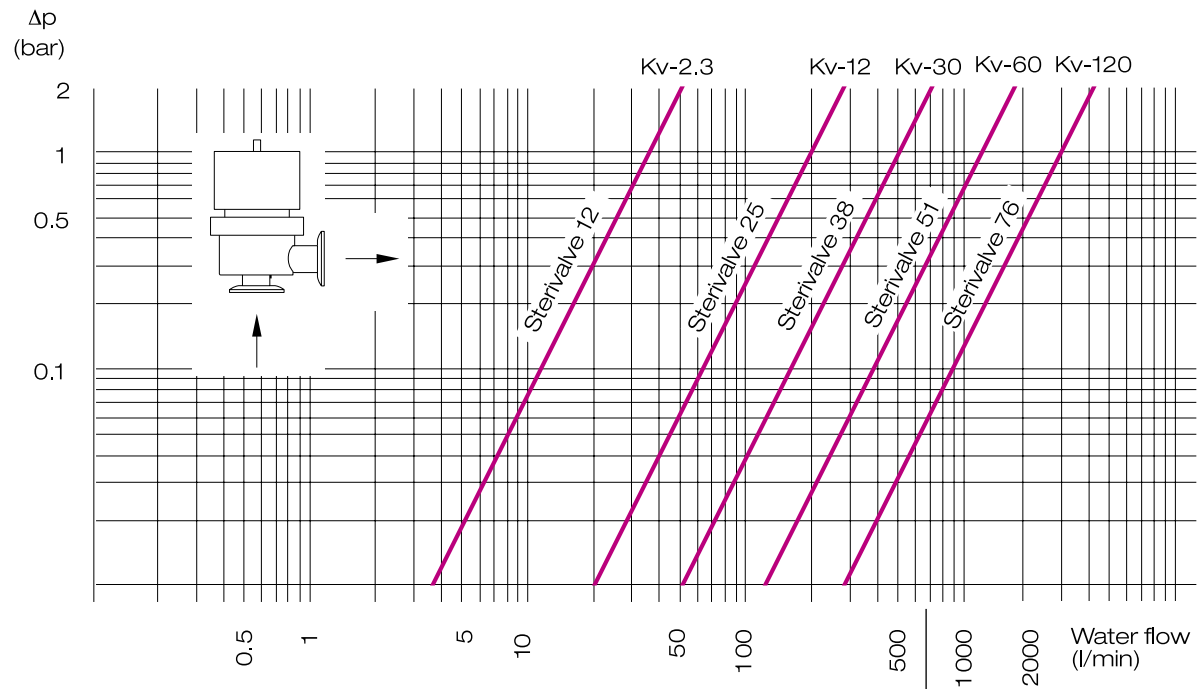 Δp
(bar)
Kv-2.3
Kv-12
Kv-30
Kv-60
Kv-120
2
1
0.5
0.1
Sterivalve 12
Sterivalve 25
Sterivalve 38
Sterivalve 51
Sterivalve 76
0.5
1
5
10
50
100
500
1000
2000
Water flow
(l/min)